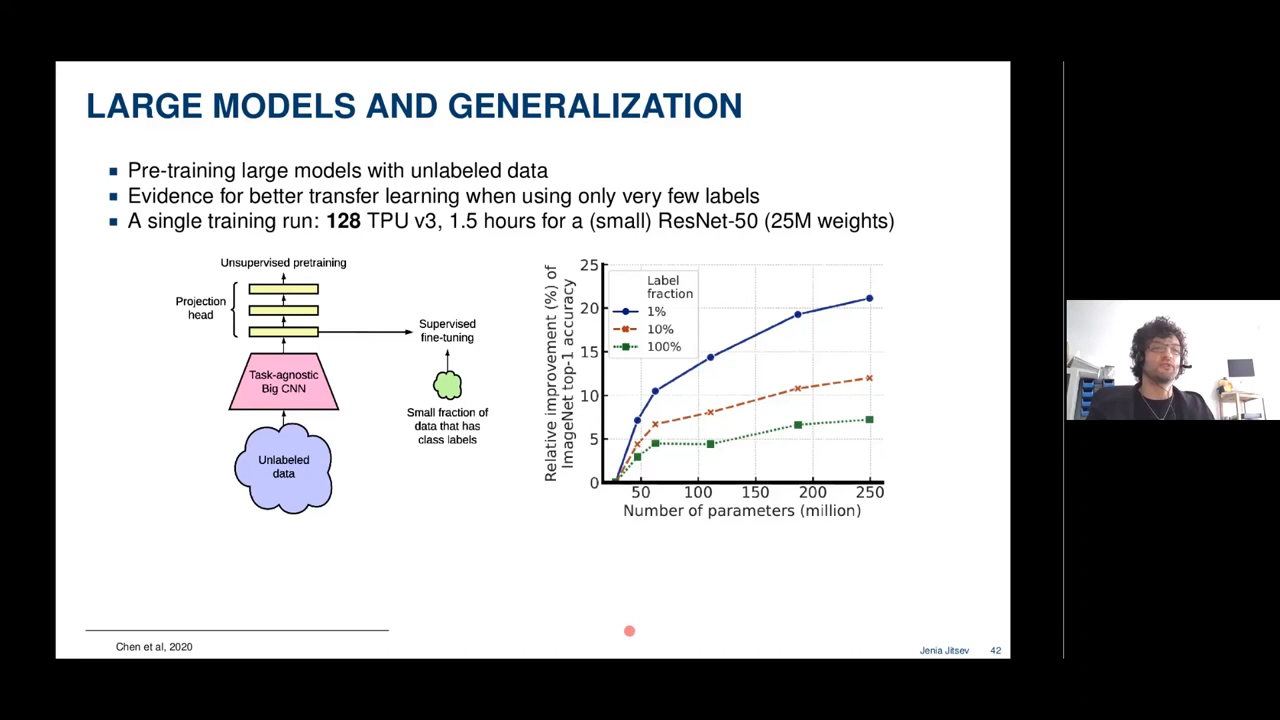 LARGE MODELS AND GENERALIZATION
Pre-training large models with unlabeled data
Evidence for better transfer learning when using only very few labels
A single training run: 128 TPU v3, 1.5 hours for a (small) ResNet-50 (25M weights)
Unsupervised pretraining
Projection
head
Supervised
fine-tuning
Task-agnostic
Big CNN
Small fraction of
data that has
class labels
Unlabeled
data
Relative improvement (%) of
ImageNet top-1 accuracy
25
20
15
10
5
0
Label
fraction
1%
10%
100%
50 100 150 200 250
Number of parameters (million)
Chen et al, 2020
Jenia Jitsev 42